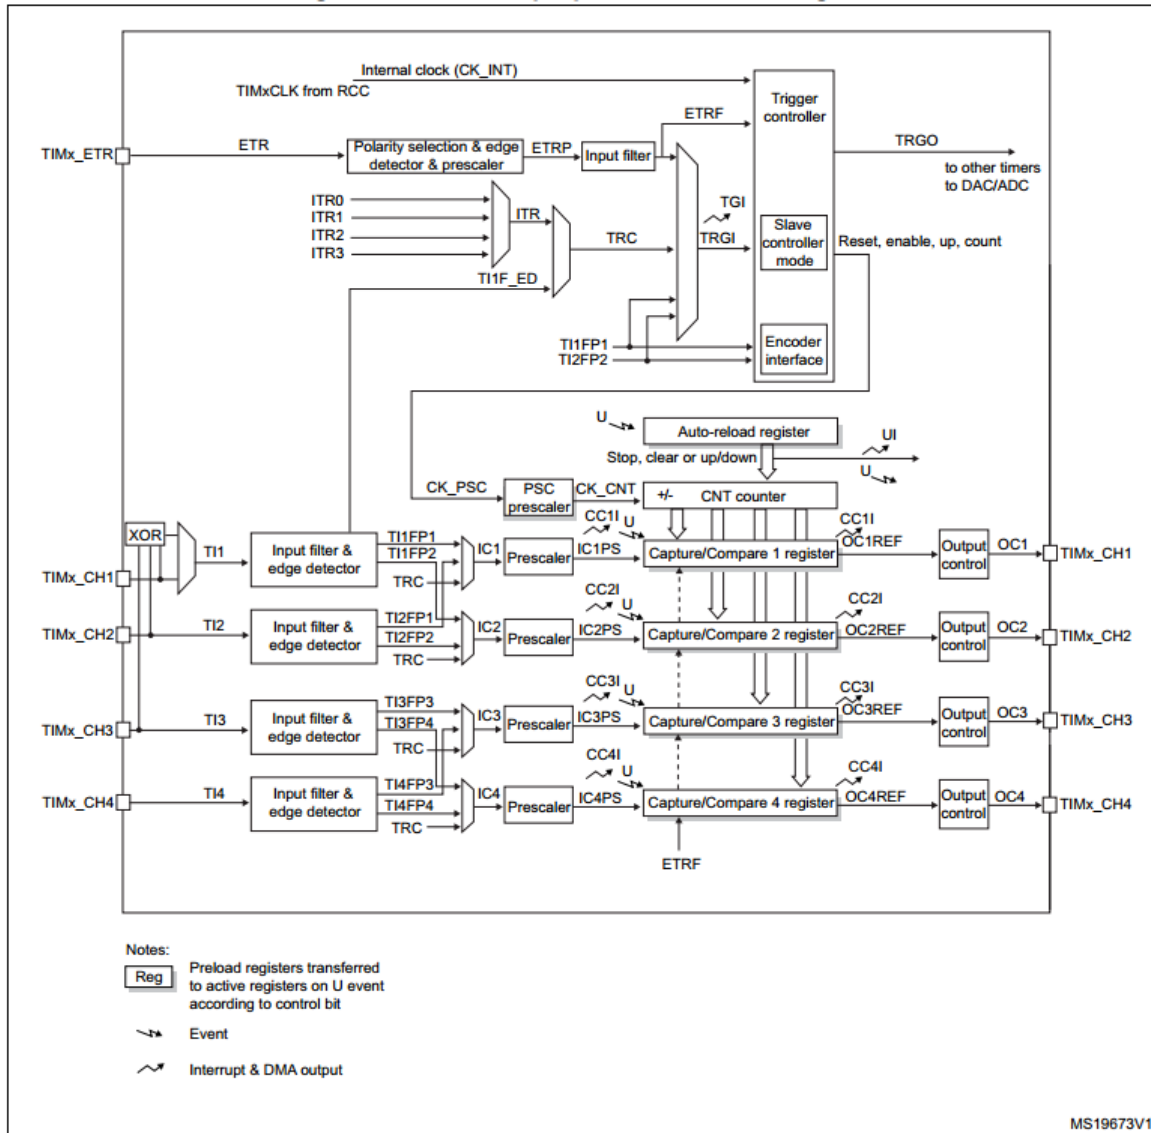 Internal clock (CK_INT)
TIMxCLK from RCC
Trigger
controller
ETRF
TRGO
to other timers
to DAC/ADC
TIMx_ETR
ETR
Polarity selection & edge
detector & prescaler
ETRP
Input filter
ITR0
ITR1
ITR2
ITR3
ITR
TRC
TI1F_ED
TGI
TRGI
Slave
controller
mode
Reset, enable, up, count
TI1FP1
TI2FP2
Encoder
interface
U
Auto-reload register
UI
Stop, clear or up/down
U
CK_PSC
PSC
prescaler
CK_CNT
+/-
CNT counter
XOR
TIMx_CH1
TI1
Input filter &
edge detector
TI1FP1
TI1FP2
TRC
IC1
Prescaler
IC1PS
CC1I
U
Capture/Compare 1 register
CC1I
OC1REF
Output
control
OC1
TIMx_CH1
TIMx_CH2
TI2
Input filter &
edge detector
TI2FP1
TI2FP2
TRC
IC2
Prescaler
IC2PS
CC2I
U
Capture/Compare 2 register
CC2I
OC2REF
Output
control
OC2
TIMx_CH2
TIMx_CH3
TI3
Input filter &
edge detector
TI3FP3
TI3FP4
TRC
IC3
Prescaler
IC3PS
CC3I
U
Capture/Compare 3 register
CC3I
OC3REF
Output
control
OC3
TIMx_CH3
TIMx_CH4
TI4
Input filter &
edge detector
TI4FP3
TI4FP4
TRC
IC4
Prescaler
IC4PS
CC4I
U
Capture/Compare 4 register
CC4I
OC4REF
Output
control
OC4
TIMx_CH4
ETRF
Notes:
Reg
Preload registers transferred
to active registers on U event
according to control bit
Event
Interrupt & DMA output
MS19673V1